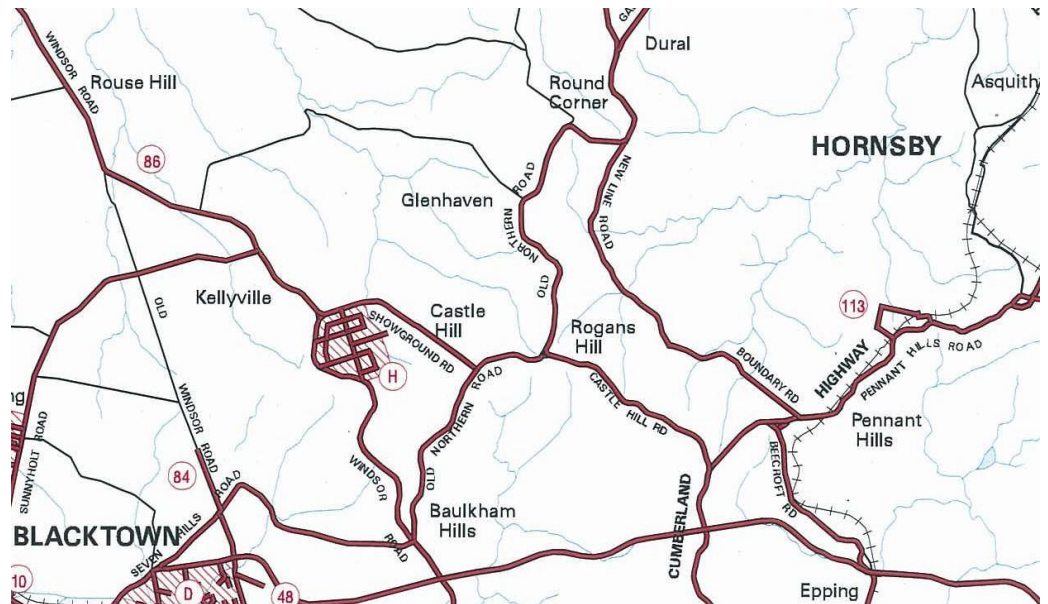 GA
Dural
WINDSOR ROAD
Rouse Hill
Round
Corner
Asquith
HORNSBY
86
NEW LINE ROAD
Glenhaven
OLD NORTHERN ROAD
Kellyville
OLD WINDSOR ROAD
Castle
Hill
SHOWGROUND RD
Rogans
Hill
113
HIGHWAY
PENNANT HILLS ROAD
BOUNDARY RD
H
OLD NORTHERN ROAD
CASTLE HILL RD
Pennant
Hills
ng
SUNNYHOLT ROAD
84
WINDSOR ROAD
BEECROFT RD
CUMBERLAND
Baulkham
Hills
BLACKTOWN
SEVEN HILLS ROAD
10
D
48
Epping